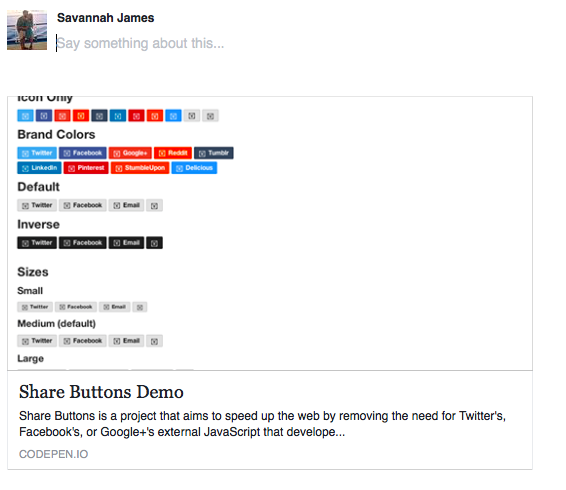 Savannah James
Say something about this...
Icon Only
Brand Colors
Twitter Facebook Google+ Reddit Tumblr
LinkedIn Pinterest StumbleUpon Delicious
Default
Twitter Facebook Email
Inverse
Twitter Facebook Email
Sizes
Small
Twitter Facebook Email
Medium (default)
Twitter Facebook Email
Large
Share Buttons Demo
Share Buttons is a project that aims to speed up the web by removing the need for Twitter's,
Facebook's, or Google+'s external JavaScript that develope...
CODEPEN.IO